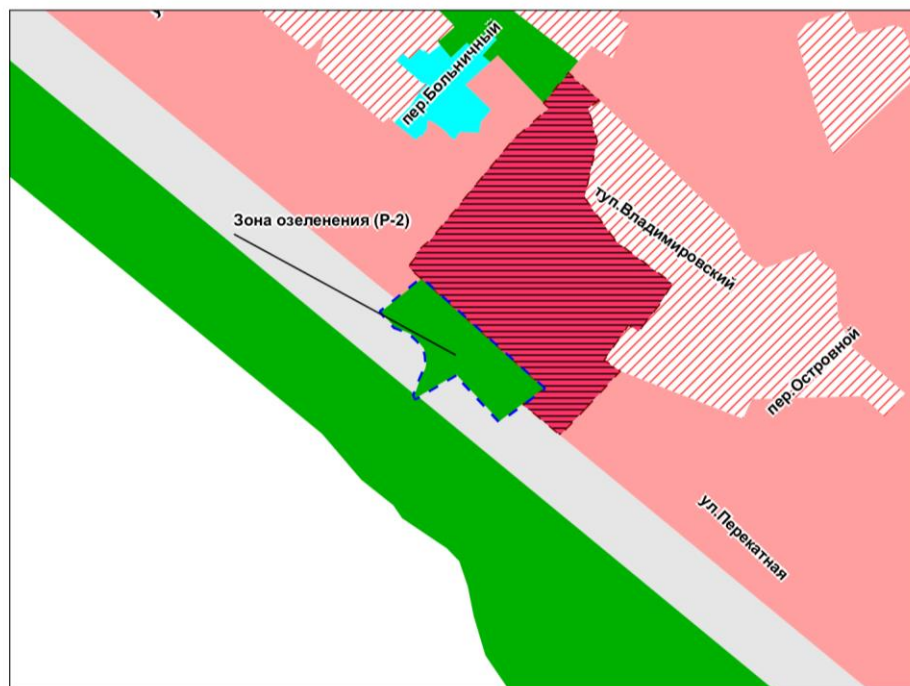 пер.Больничный
Зона озеленения (Р-2)
туп.Владимировский
пер.Островной
ул.Перекатная